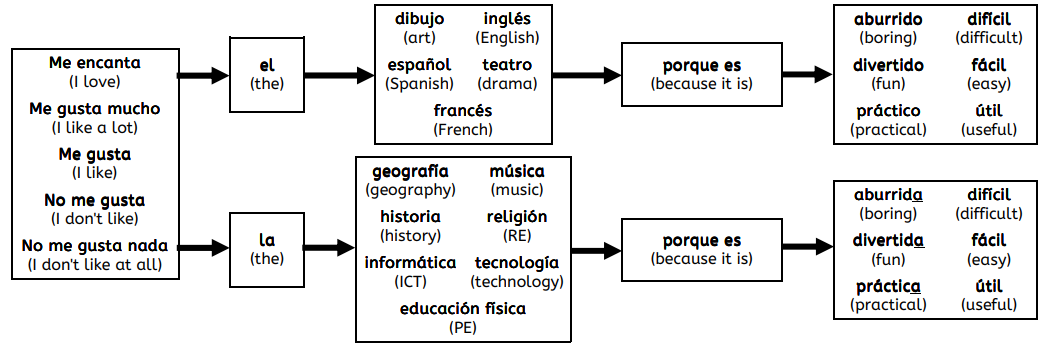 Me encanta
(I love)
Me gusta mucho
(I like a lot)
Me gusta
(I like)
No me gusta
(I don't like)
No me gusta nada
(I don't like at all)
el
(the)
dibujo inglés
(art) (English)
español teatro
(Spanish) (drama)
francés
(French)
porque es
(because it is)
aburrido difícil
(boring) (difficult)
divertido fácil
(fun) (easy)
práctico útil
(practical) (useful)
la
(the)
geografía música
(geography) (music)
historia religión
(history) (RE)
informática tecnología
(ICT) (technology)
educación física
(PE)
porque es
(because it is)
aburrida difícil
(boring) (difficult)
divertida fácil
(fun) (easy)
práctica útil
(practical) (useful)